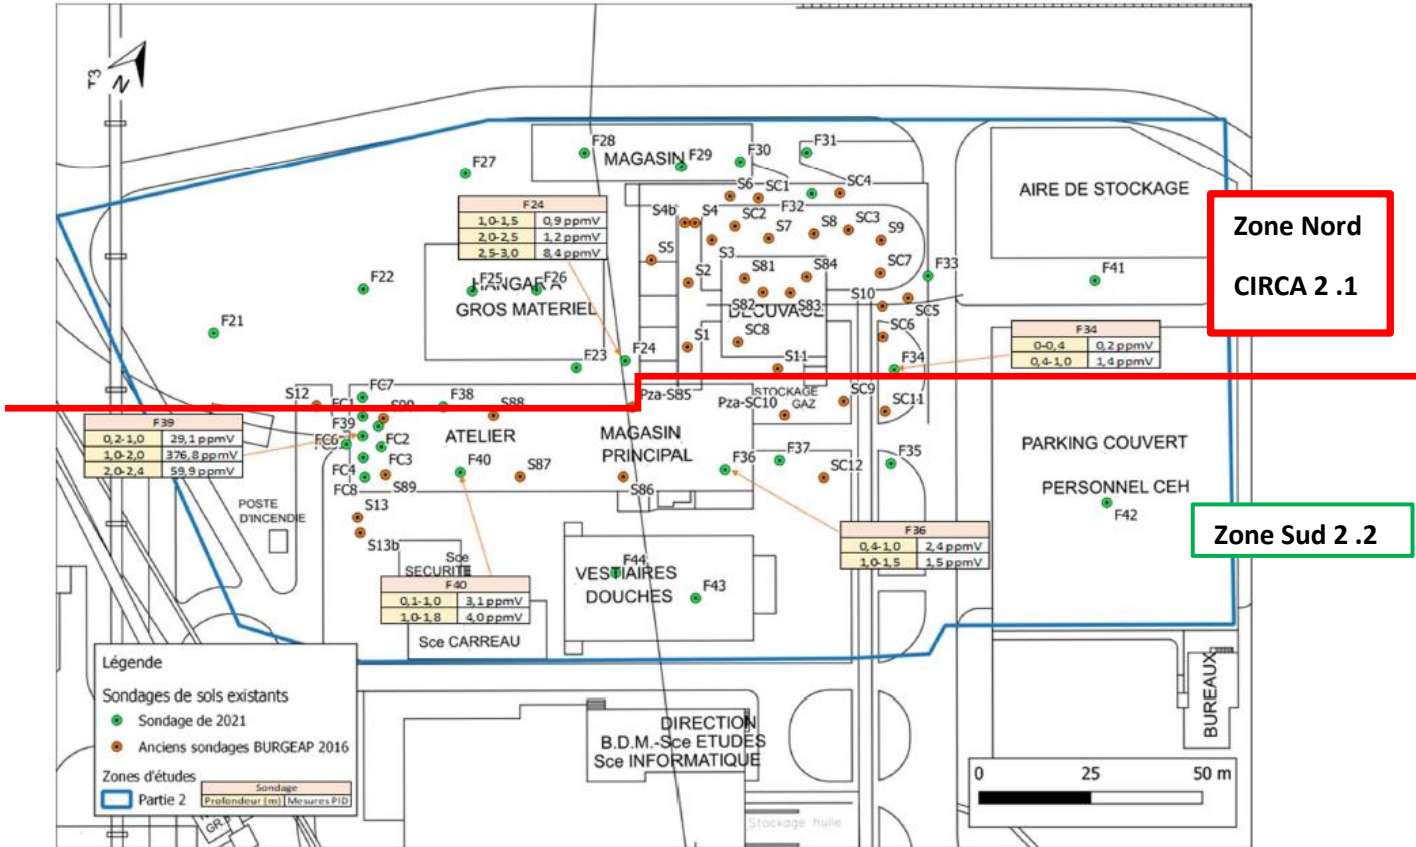 T3
N
F28
MAGASIN
F29
F30
F31
F27
S6
SC1
SC4
F32
AIRE DE STOCKAGE
F24
1,0-1,5 0,9 ppmV
2,0-2,5 1,2 ppmV
2,5-3,0 8,4 ppmV
S4b
S4
SC2
S7
S8
SC3
S9
Zone Nord
CIRCA 2 .1
S5
S3
S2
S81
S84
SC7
F33
F41
F22
F25
F26
HANGAR A
GROS MATERIEL
S82
S83
S10
SC5
DECUVAGE
F21
S1
SC8
SC6
F34
0-0,4 0,2 ppmV
0,4-1,0 1,4 ppmV
F23
F24
S11
F34
S12
FC7
FC1
F38
S88
Pza-S85
Pza-SC10
STOCKAGE
GAZ
SC9
SC11
F39
0,2-1,0 29,1 ppmV
1,0-2,0 376,8 ppmV
2,0-2,4 59,9 ppmV
F39
S90
FC6
FC5
FC2
FC3
FC4
FC8
S89
ATELIER
F40
S87
MAGASIN
PRINCIPAL
S86
F36
F37
SC12
F35
PARKING COUVERT
PERSONNEL CEH
F42
Zone Sud 2 .2
POSTE
D'INCENDIE
S13
S13b
Sce
SECURITE
F40
0,1-1,0 3,1 ppmV
1,0-1,8 4,0 ppmV
Sce CARREAU
F44
VESTIAIRES
DOUCHES
F43
F36
0,4-1,0 2,4 ppmV
1,0-1,5 1,5 ppmV
Légende
Sondages de sols existants
Sondage de 2021
Anciens sondages BURGEAP 2016
Zones d'études
Partie 2
Sondage
Profondeur (m) Mesures PID
DIRECTION
B.D.M.-Sce ETUDES
Sce INFORMATIQUE
BUREAUX
0 25 50 m
Stockage huile